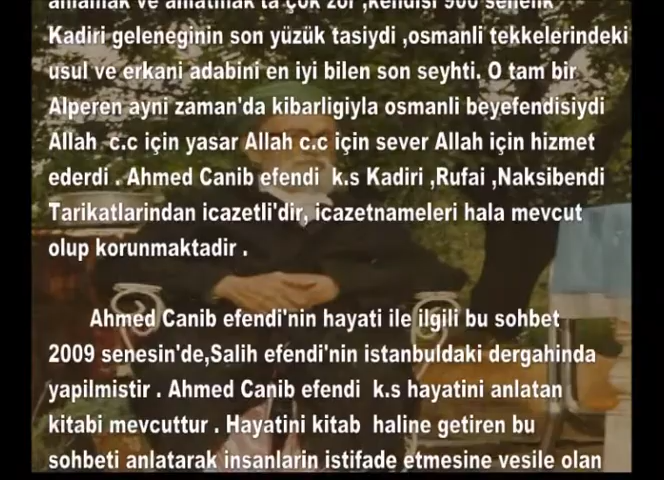 anlamak ve anlatmak ta çok zor ,kendisi 900 senelik
Kadiri geleneginin son yüzük tasiydi ,osmanli tekkelerindeki
usul ve erkani adabini en iyi bilen son seyhti. O tam bir
Alperen ayni zaman'da kibarligiyla osmanli beyefendisiydi
Allah c.c için yasar Allah c.c için sever Allah için hizmet
ederdi . Ahmed Canib efendi k.s Kadiri ,Rufai ,Naksibendi
Tarikatlarindan icazetli'dir, icazetnameleri hala mevcut
olup korunmaktadir .
Ahmed Canib efendi'nin hayati ile ilgili bu sohbet
2009 senesin'de,Salih efendi'nin istanbuldaki dergahinda
yapilmistir . Ahmed Canib efendi k.s hayatini anlatan
kitabi mevcuttur . Hayatini kitab haline getiren bu
sohbeti anlatarak insanlarin istifade etmesine vesile olan